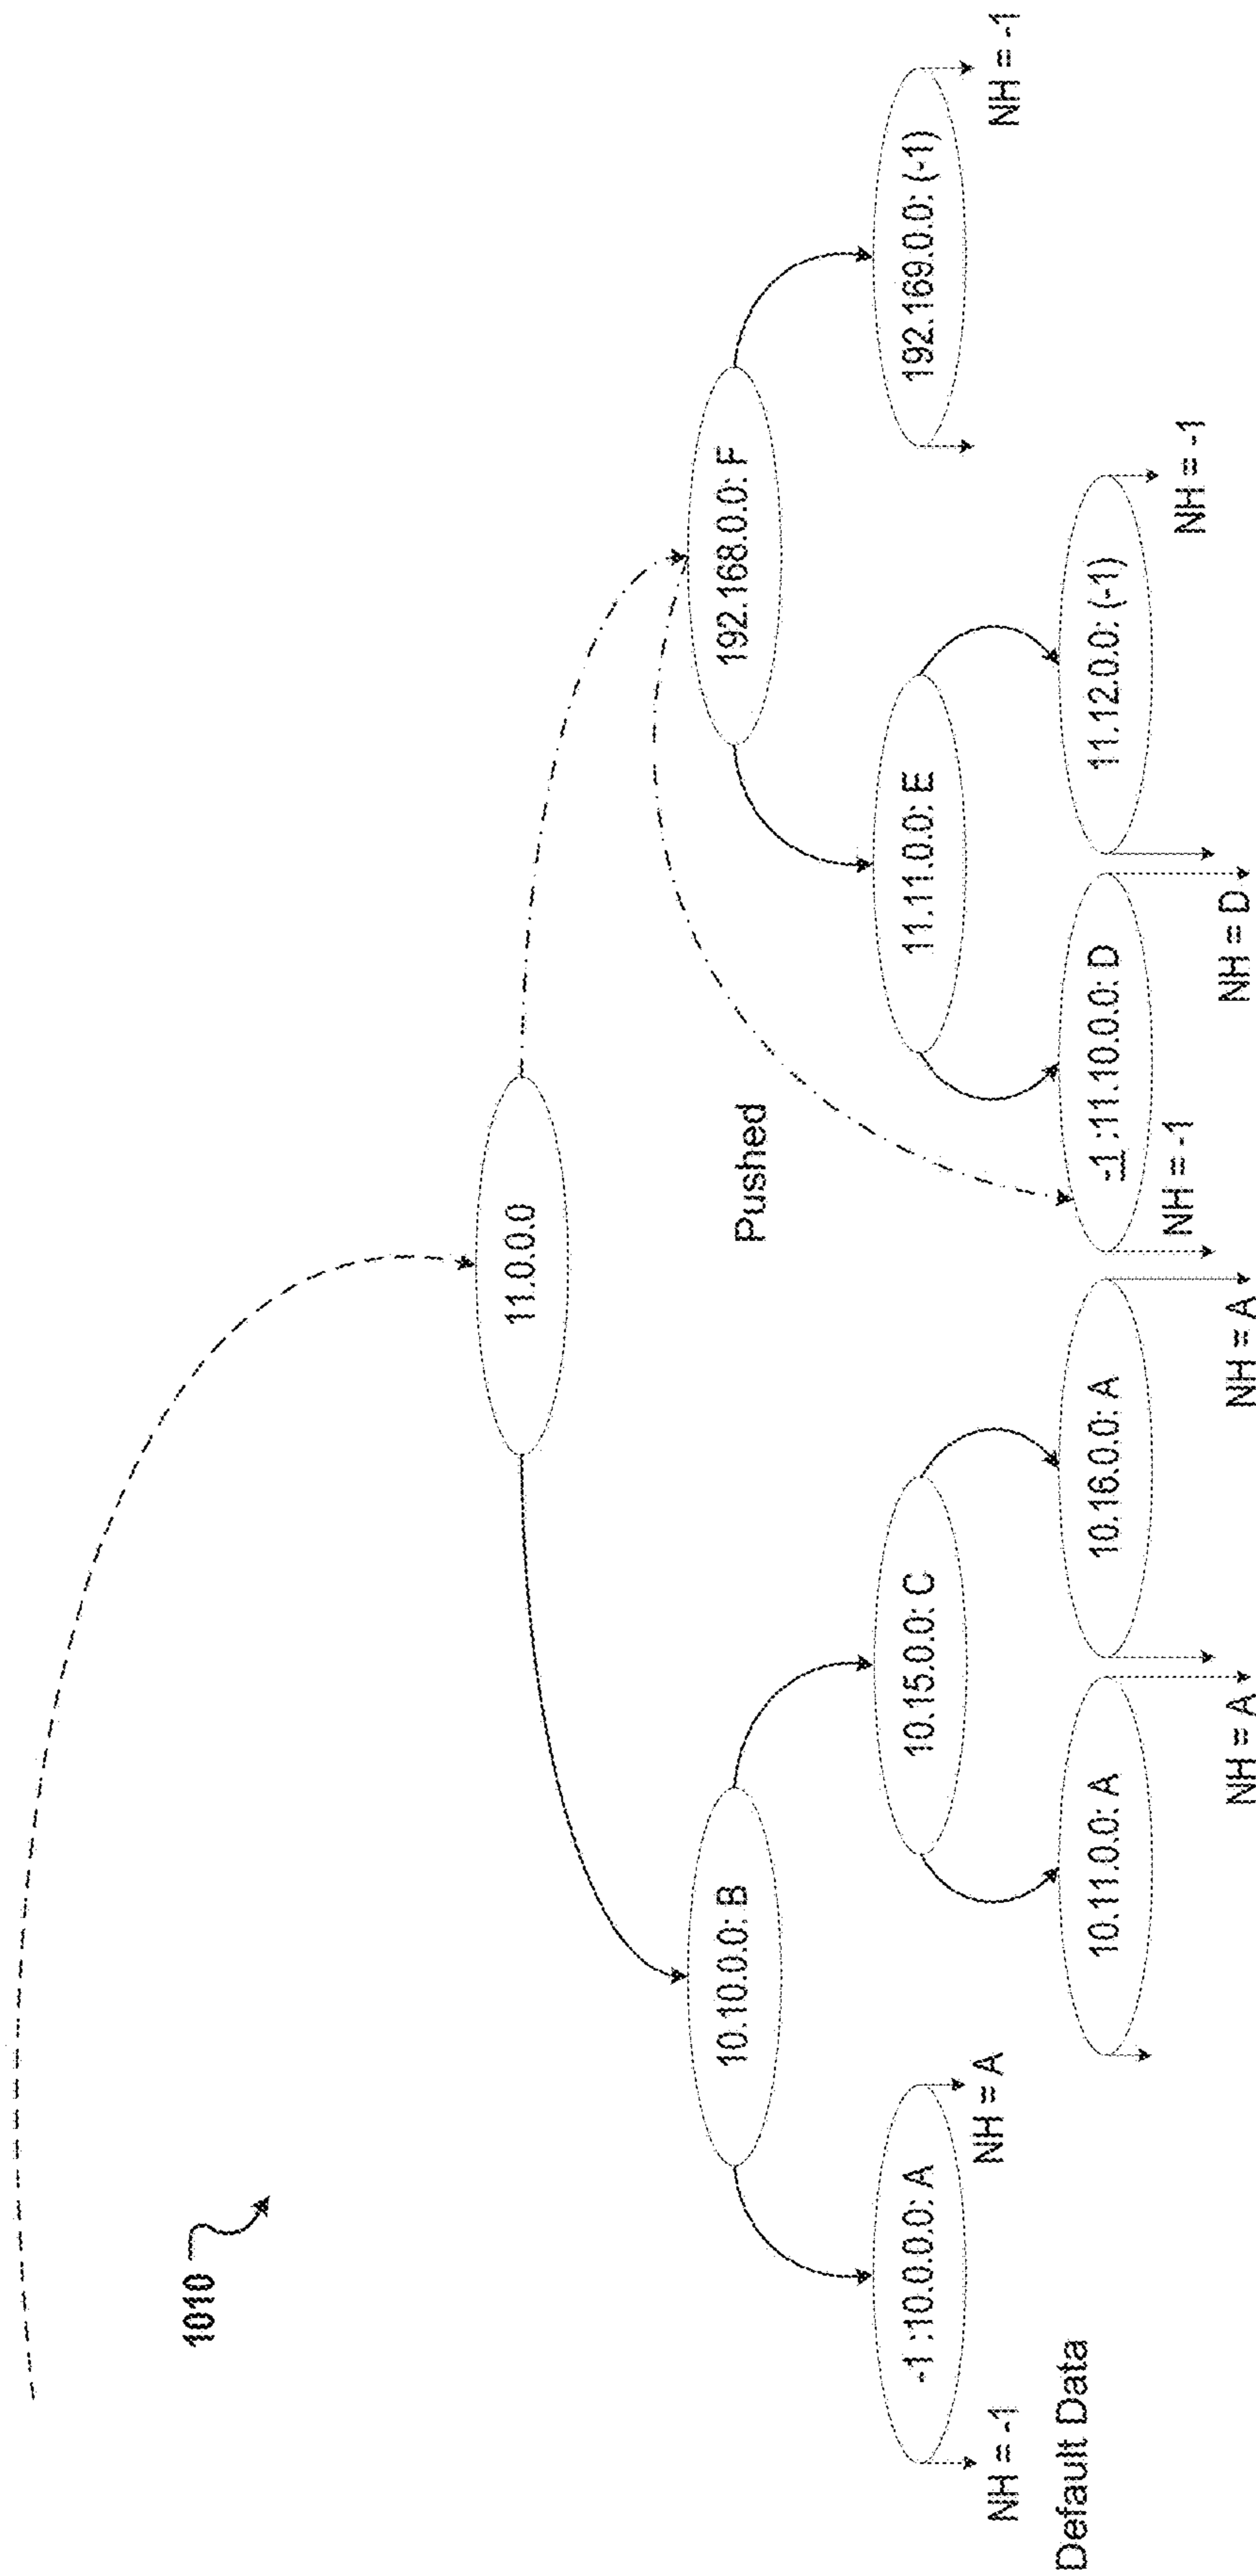 1010
11.0.0.0
Pushed
10.10.0.0: B
192.168.0.0: F
-1 :10.0.0.0: A
10.15.0.0: C
11.11.0.0: E
192.169.0.0: (-1)
NH = -1
NH = A
NH = -1
Default Data
10.11.0.0: A
10.16.0.0: A
-1 :11.10.0.0: D
11.12.0.0: (-1)
NH = -1
NH = -1
NH = A
NH = A
NH = D